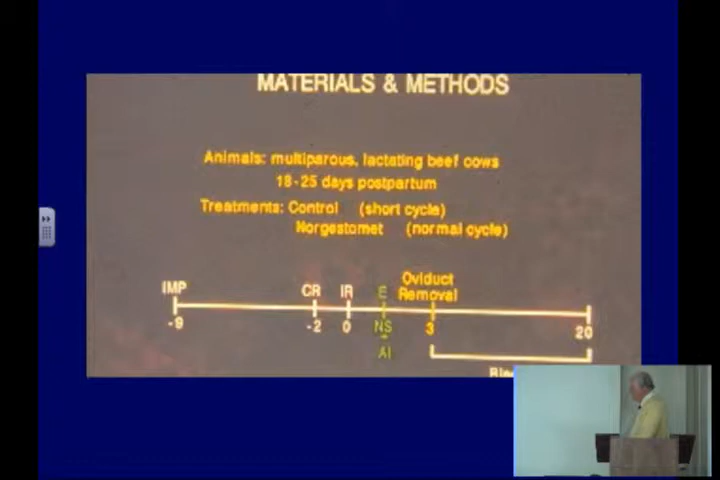 MATERIALS & METHODS
Animals: multiparous, lactating beef cows
18-25 days postpartum
Treatments: Control (short cycle)
Norgestomet (normal cycle)
IMP CR IR E Oviduct Removal
-9 -2 0 NS 3 20
AI